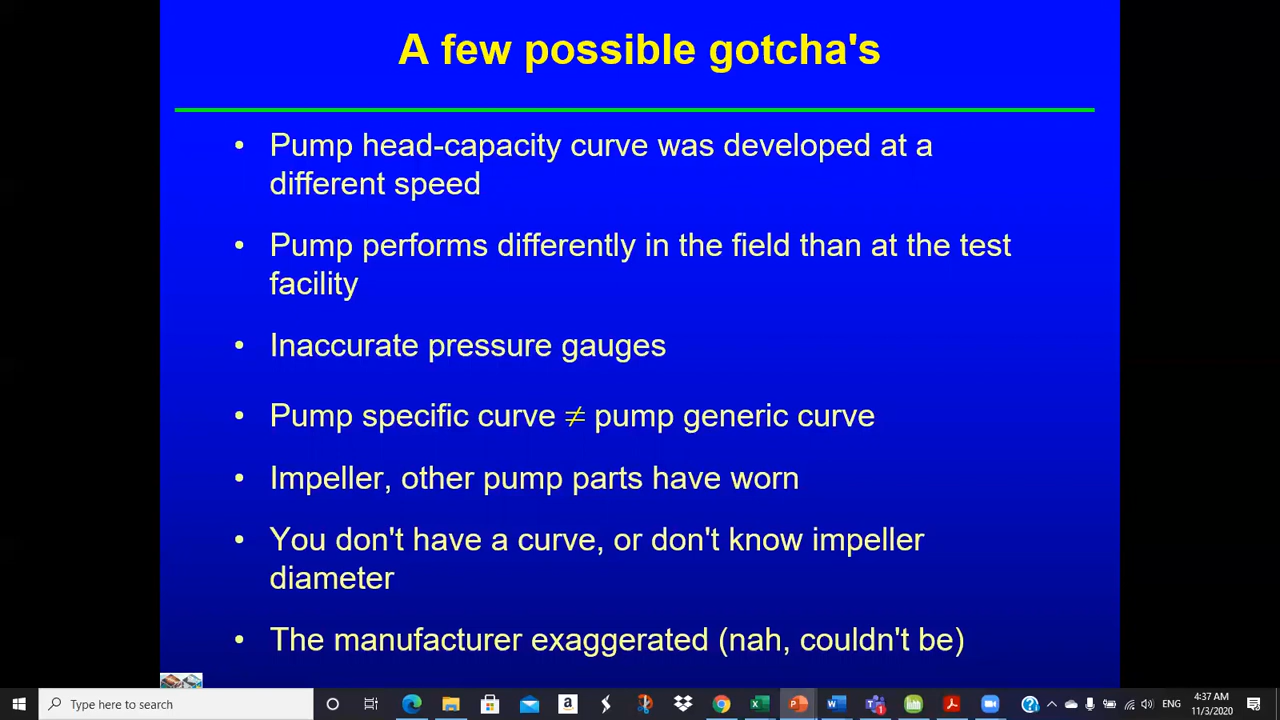 A few possible gotcha's
• Pump head-capacity curve was developed at a
different speed
• Pump performs differently in the field than at the test
facility
• Inaccurate pressure gauges
• Pump specific curve ≠ pump generic curve
• Impeller, other pump parts have worn
• You don't have a curve, or don't know impeller
diameter
• The manufacturer exaggerated (nah, couldn't be)
Type here to search
ENG
4:37 AM
11/3/2020